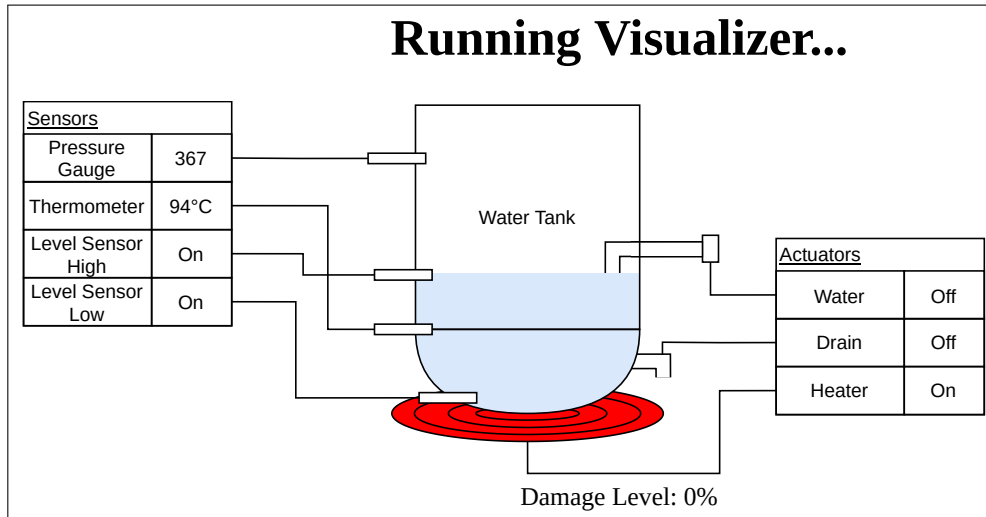 Running Visualizer...
Sensors
Pressure
Gauge
367
Thermometer
94°C
Level Sensor
High
On
Level Sensor
Low
On
Water Tank
Actuators
Water
Off
Drain
Off
Heater
On
Damage Level: 0%